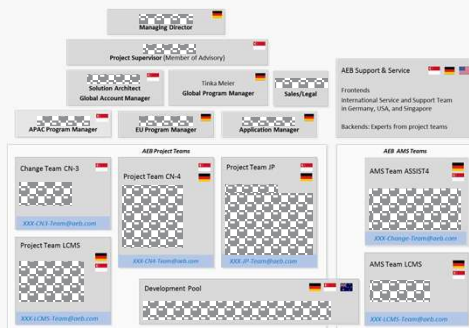 Managing Director
Project Supervisor (Member of Advisory)
Solution Architect
Global Account Manager
Tinka Meier
Global Program Manager
Sales/Legal
APAC Program Manager
EU Program Manager
Application Manager
AEB Support & Service
Frontends
International Service and Support Team
in Germany, USA, and Singapore
Backends: Experts from project teams
AEB Project Teams
AEB AMS Teams
Change Team CN-3
XXX-CN3-Team@aeb.com
Project Team CN-4
XXX-CN4-Team@aeb.com
Project Team JP
XXX-JP-Team@aeb.com
AMS Team ASSIST4
XXX-Change-Team@aeb.com
Project Team LCMS
XXX-LCMS-Team@aeb.com
Development Pool
AMS Team LCMS
XXX-LCMS-Team@aeb.com